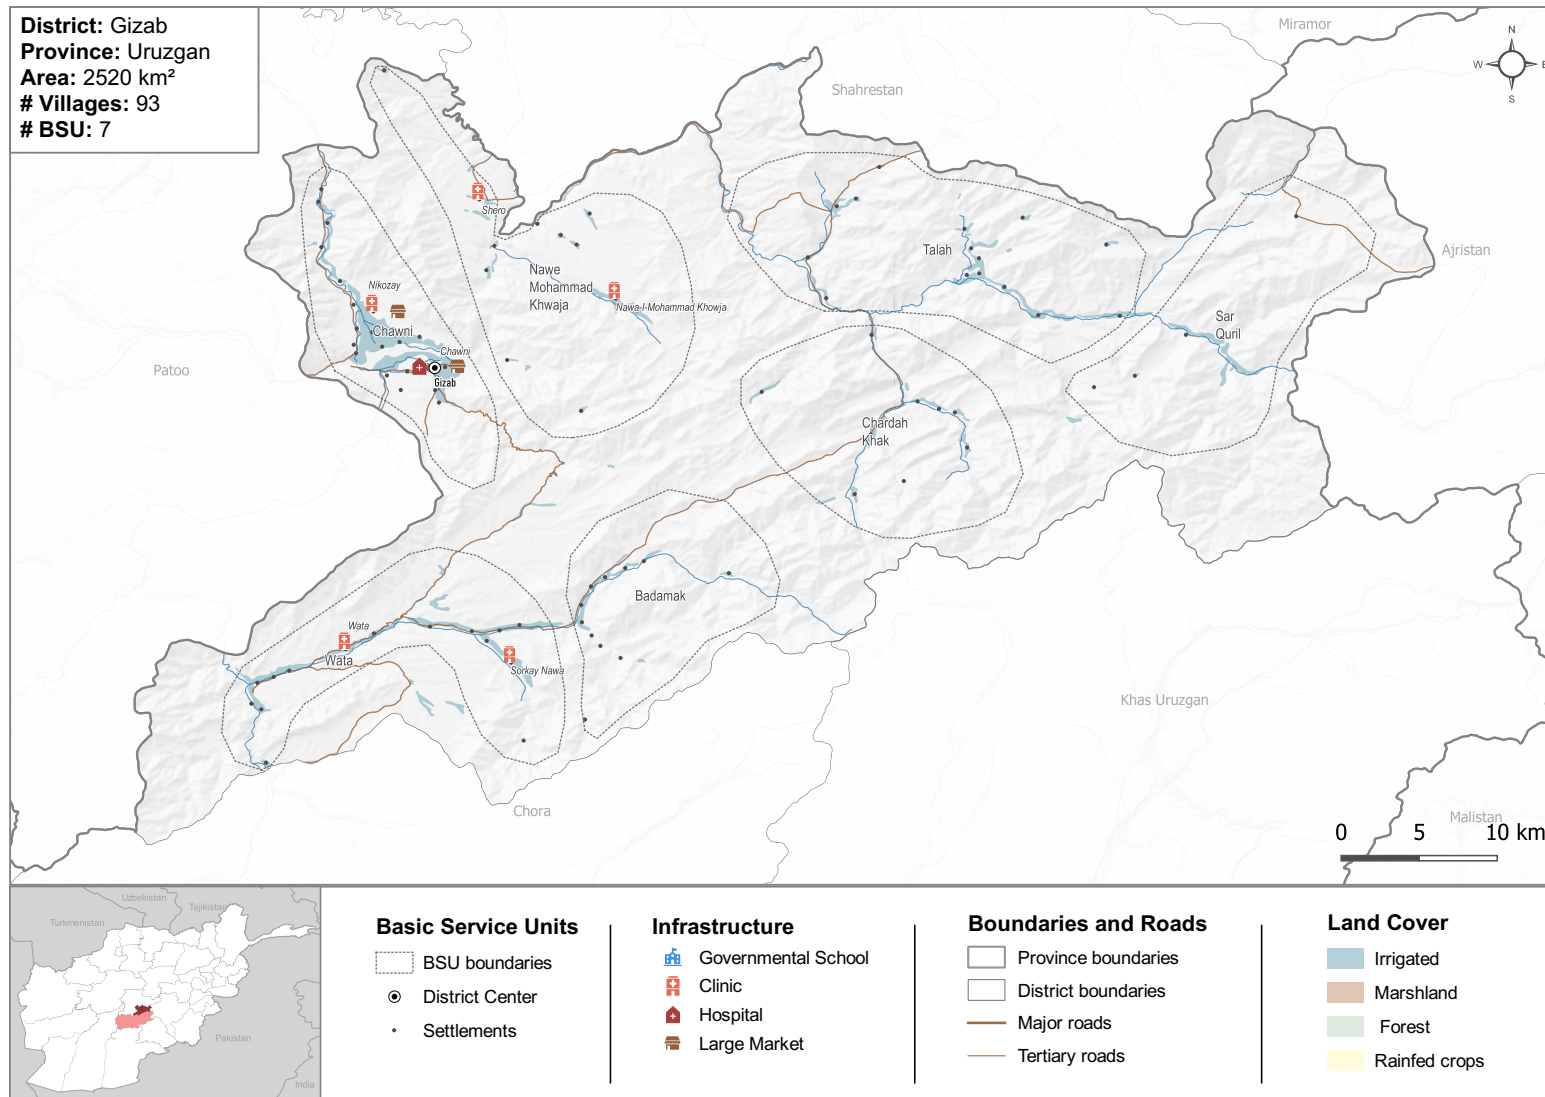 District: Gizab
Province: Uruzgan
Area: 2520 km²
# Villages: 93
# BSU: 7
Miramor
N
W
E
S
Shahrestan
Shero
Ajristan
Talah
Nawe
Mohammad
Khwaja
Nikozay
Nawa-I-Mohammad Khowja
Sar
Quril
Chawni
Chawni
Patoo
Gizab
Chardah
Khak
Badamak
Wata
Wata
Sorkay Nawa
Khas Uruzgan
Chora
Malistan
0 5 10 km
Uzbekistan
Tajikistan
Turkmenistan
Pakistan
India
Basic Service Units
BSU boundaries
District Center
Settlements
Infrastructure
Governmental School
Clinic
Hospital
Large Market
Boundaries and Roads
Province boundaries
District boundaries
Major roads
Tertiary roads
Land Cover
Irrigated
Marshland
Forest
Rainfed crops